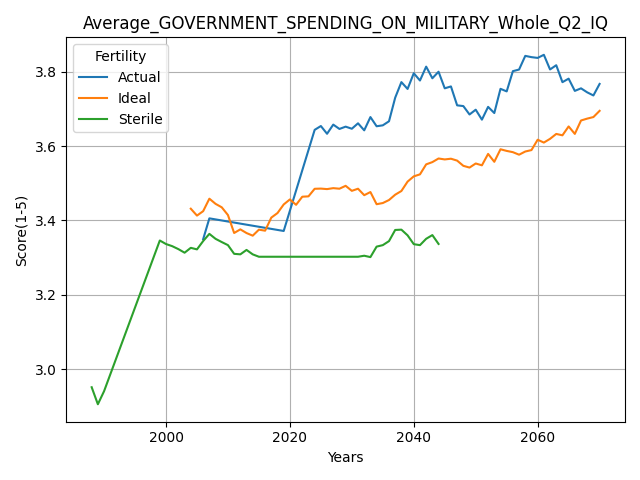 Average_GOVERNMENT_SPENDING_ON_MILITARY_Whole_Q2_IQ
Fertility
Actual
Ideal
Sterile
Score(1-5)
3.8
3.6
3.4
3.2
3.0
2000
2020
2040
2060
Years